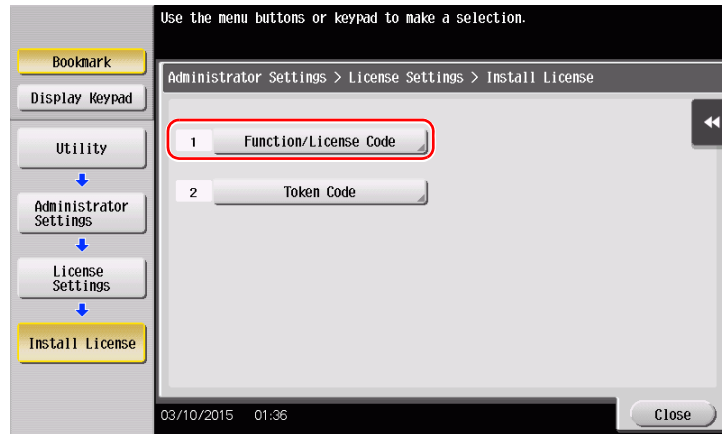 Use the menu buttons or keypad to make a selection.
Bookmark
Display Keypad
Utility
Administrator
Settings
License
Settings
Install License
Administrator Settings > License Settings > Install License
1 Function/License Code
2 Token Code
03/10/2015 01:36
Close